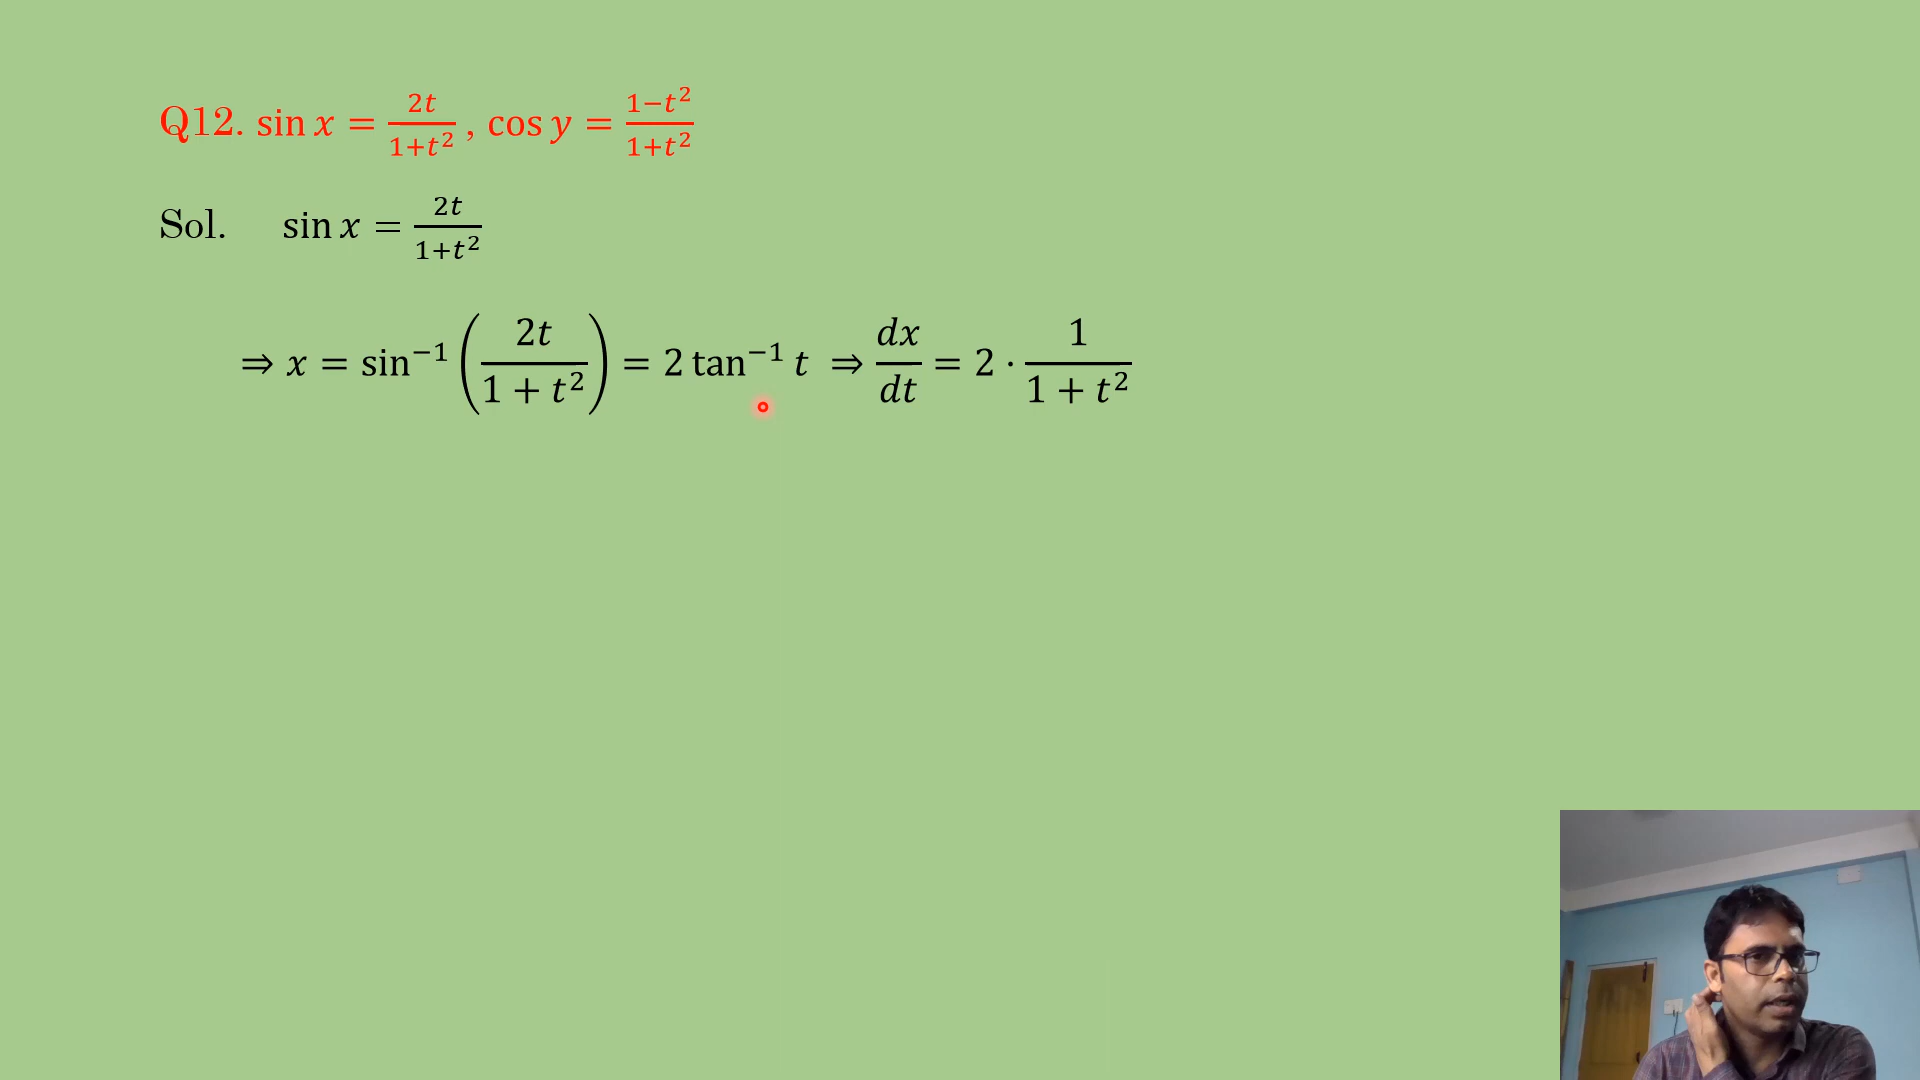 Q12. sin x = 2t/(1+t²) , cos y = (1−t²)/(1+t²)
Sol. sin x = 2t/(1+t²)
⇒ x = sin⁻¹ (2t/(1 + t²)) = 2 tan⁻¹ t ⇒ dx/dt = 2 · 1/(1 + t²)